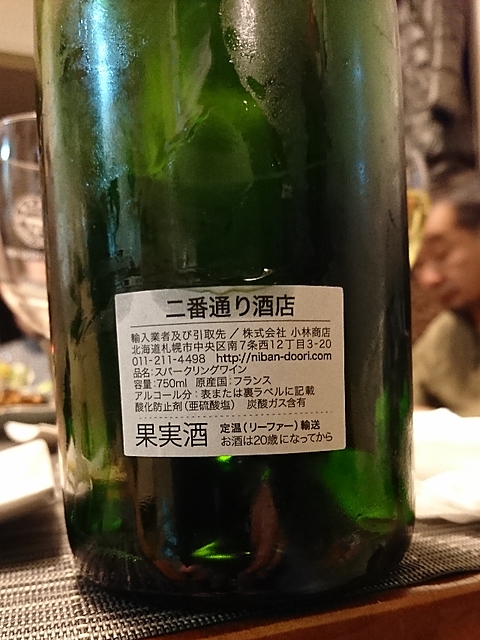 二番通り酒店
輸入業者及び引取先／株式会社 小林商店
北海道札幌市中央区南7条西12丁目3-20
011-211-4498 http://niban-doori.com
品名:スパークリングワイン
容量:750ml 原産国:フランス
アルコール分:表または裏ラベルに記載
酸化防止剤(亜硫酸塩) 炭酸ガス含有
果実酒 定温(リーファー)輸送
お酒は20歳になってから